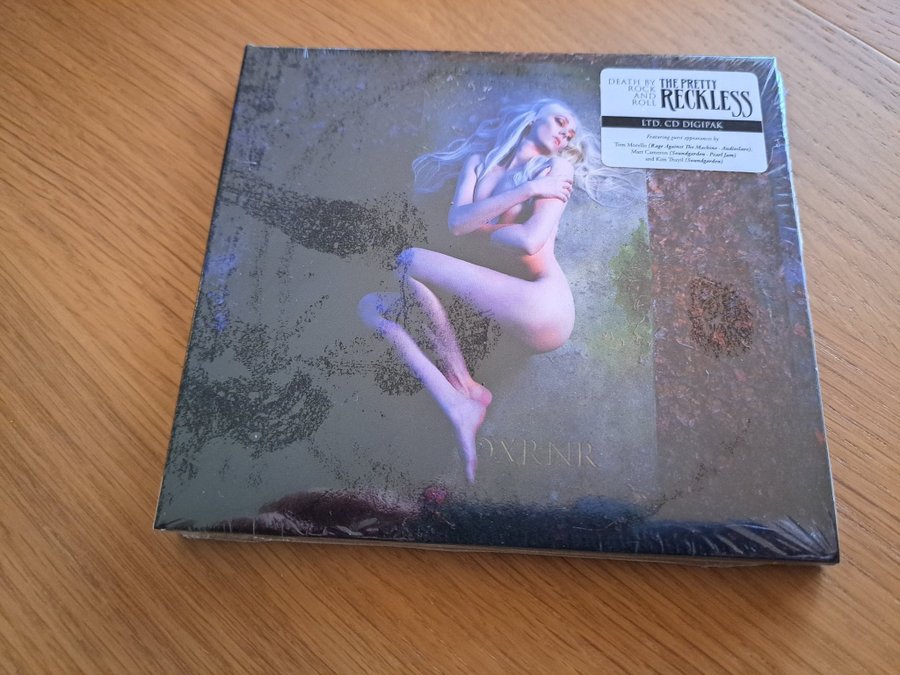 DEATH BY
ROCK
AND
ROLL
THE PRETTY
RECKLESS
LTD. CD DIGIPAK
Featuring guest appearances by
Tom Morello (Rage Against The Machine · Audioslave),
Matt Cameron (Soundgarden · Pearl Jam)
and Kim Thayil (Soundgarden)
DXRNR